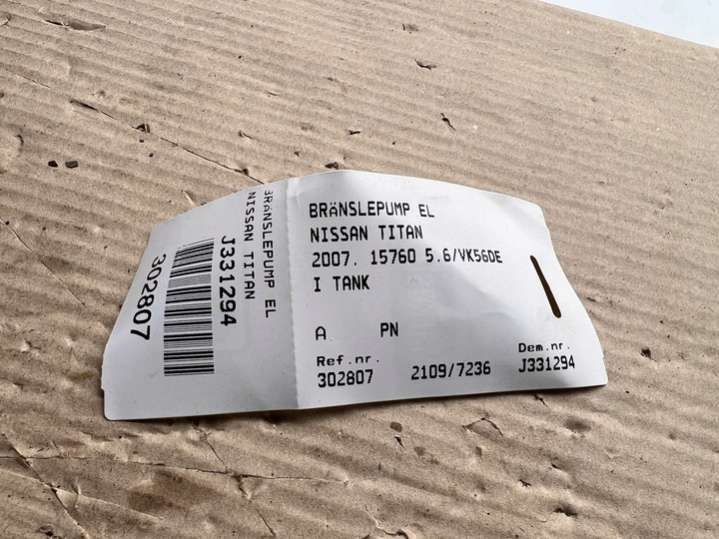 BRÄNSLEPUMP EL
NISSAN TITAN
J331294
302807
BRÄNSLEPUMP EL
NISSAN TITAN
2007. 15760 5.6/VK56DE
I TANK
A PN
Ref.nr. Dem.nr.
302807 2109/7236 J331294